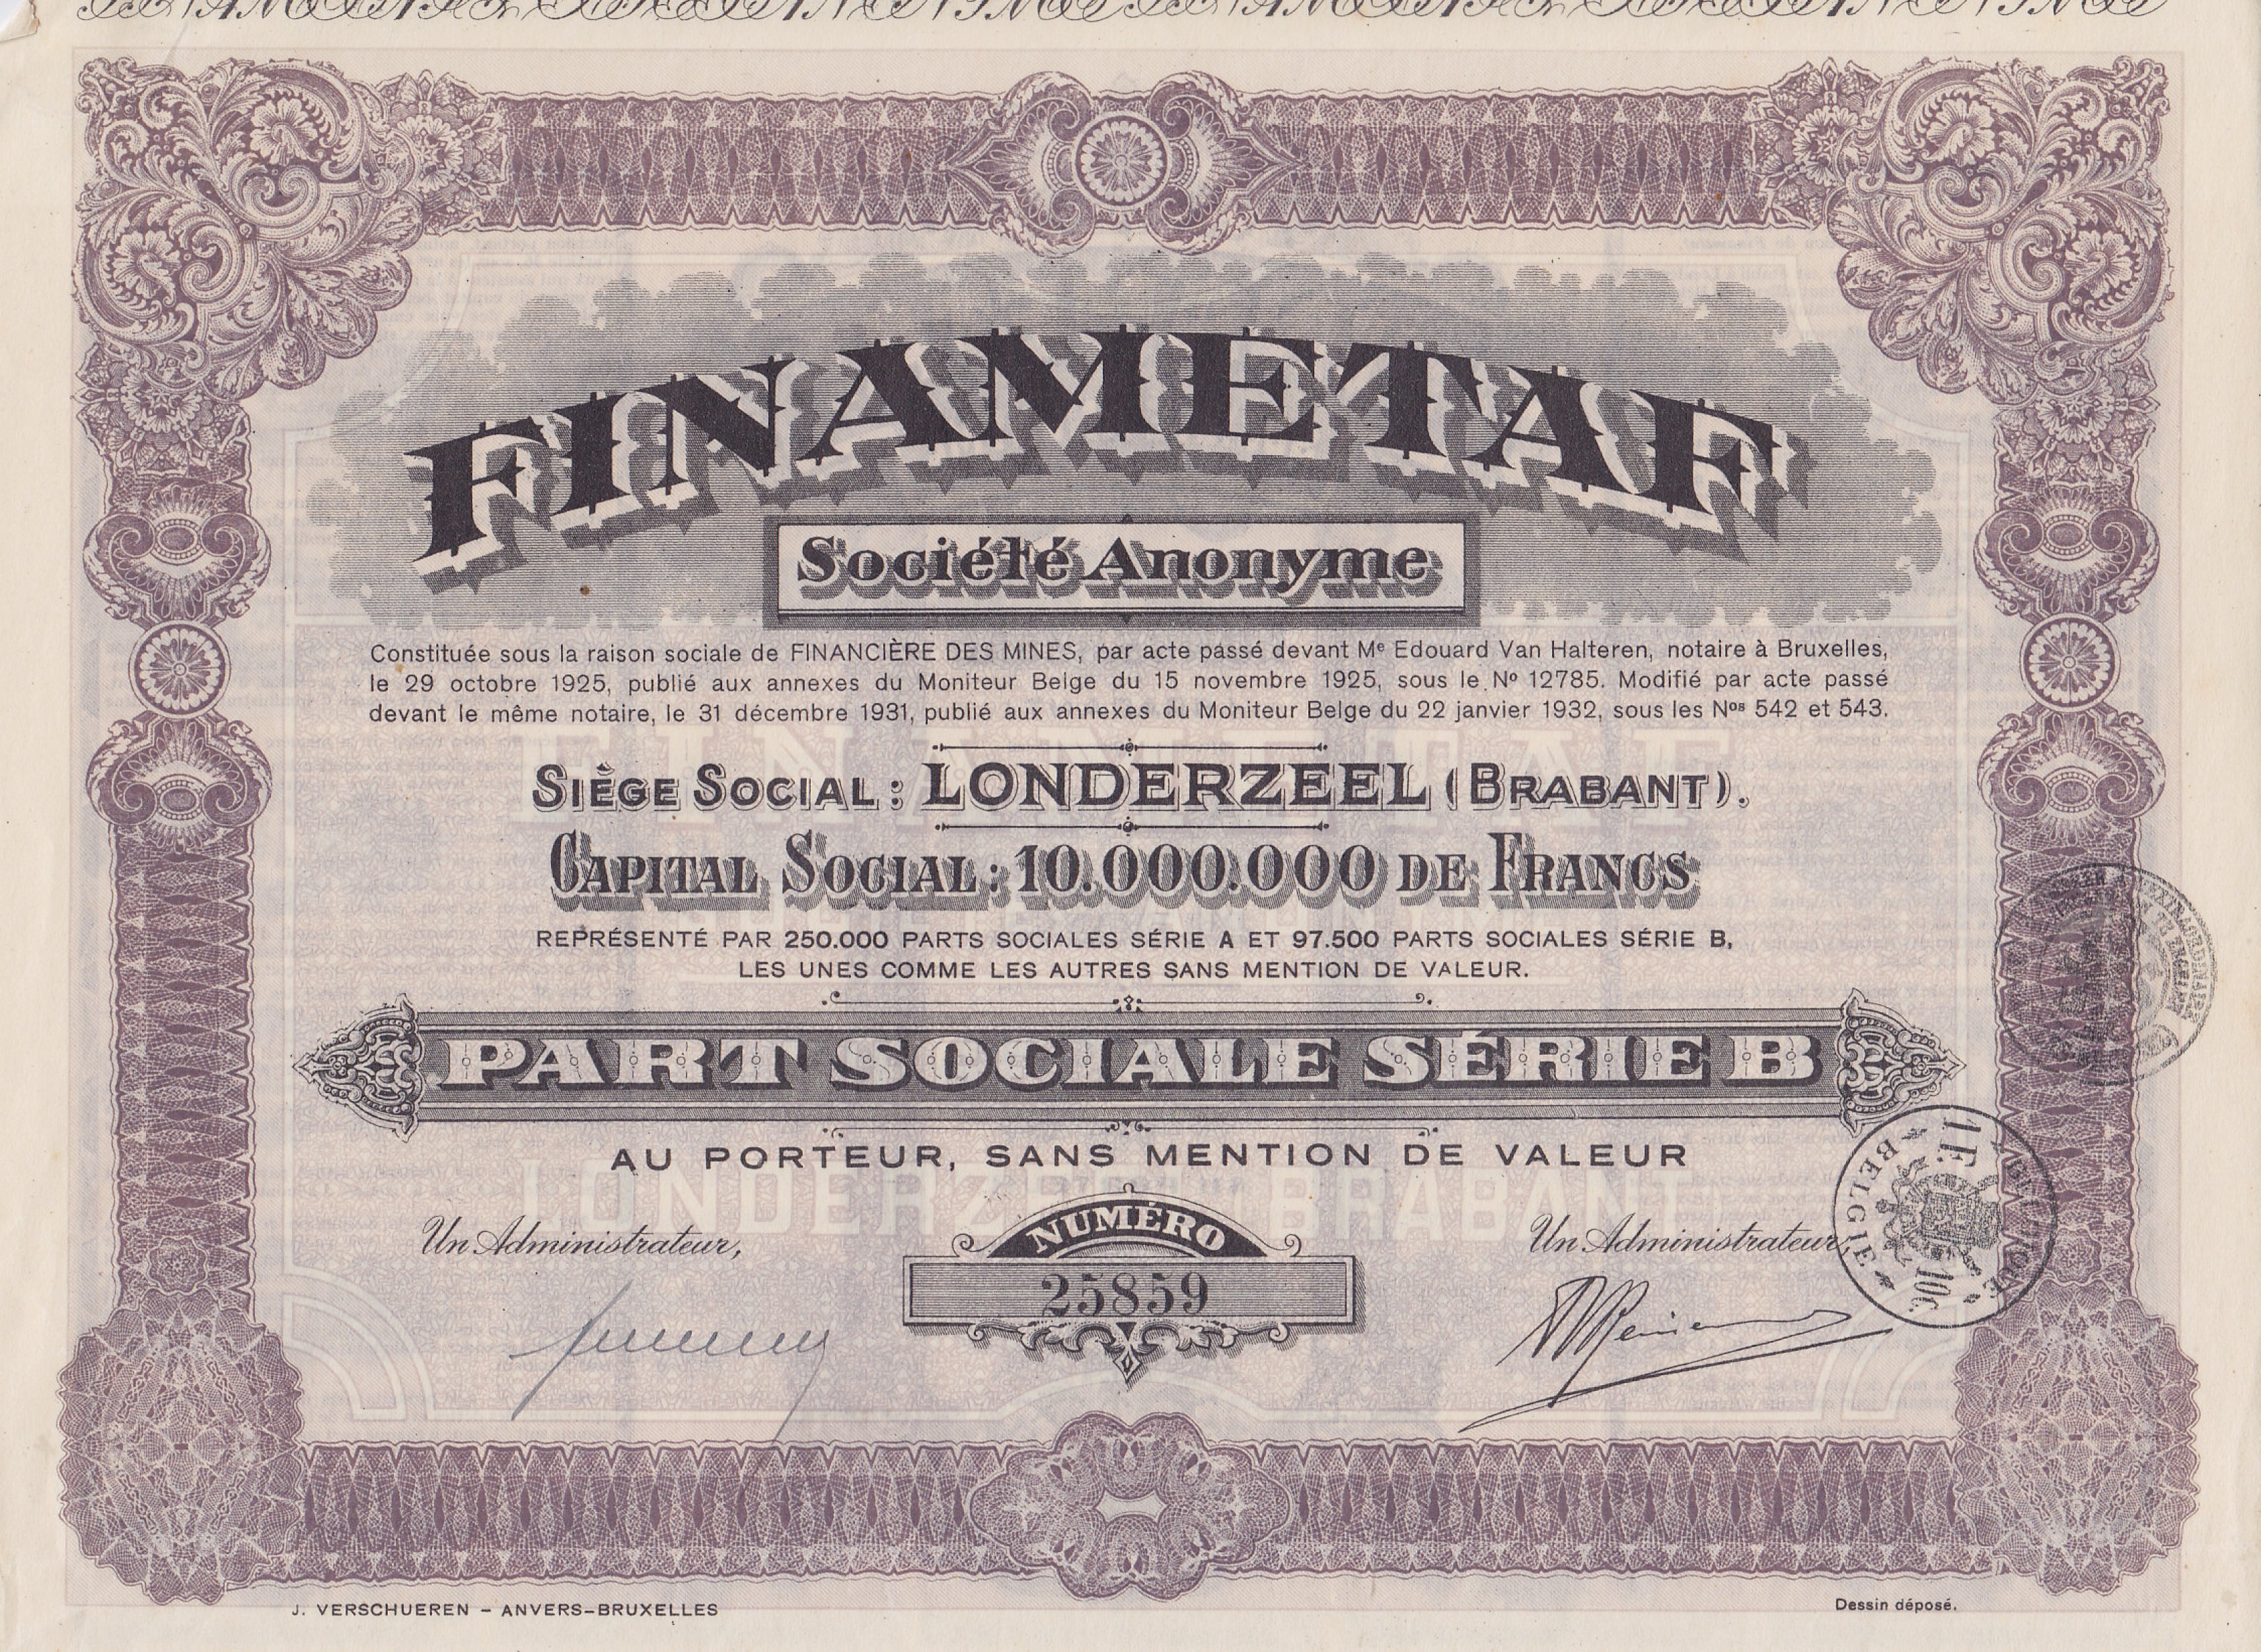 FINAMETAF
Société Anonyme
Constituée sous la raison sociale de FINANCIÈRE DES MINES, par acte passé devant Mᵉ Edouard Van Halteren, notaire à Bruxelles,
le 29 octobre 1925, publié aux annexes du Moniteur Belge du 15 novembre 1925, sous le Nº 12785. Modifié par acte passé
devant le même notaire, le 31 décembre 1931, publié aux annexes du Moniteur Belge du 22 janvier 1932, sous les Nᵒˢ 542 et 543.
FINAMETAF
SIÈGE SOCIAL : LONDERZEEL (BRABANT).
CAPITAL SOCIAL : 10.000.000 DE FRANCS
REPRÉSENTÉ PAR 250.000 PARTS SOCIALES SÉRIE A ET 97.500 PARTS SOCIALES SÉRIE B,
LES UNES COMME LES AUTRES SANS MENTION DE VALEUR.
PART SOCIALE SÉRIE B
AU PORTEUR, SANS MENTION DE VALEUR
LONDERZEEL BRABANT
Un Administrateur,
NUMÉRO
25859
Un Administrateur,
1 F. BELGIQUE
BELGIE 10c
J. VERSCHUEREN – ANVERS-BRUXELLES
Dessin déposé.